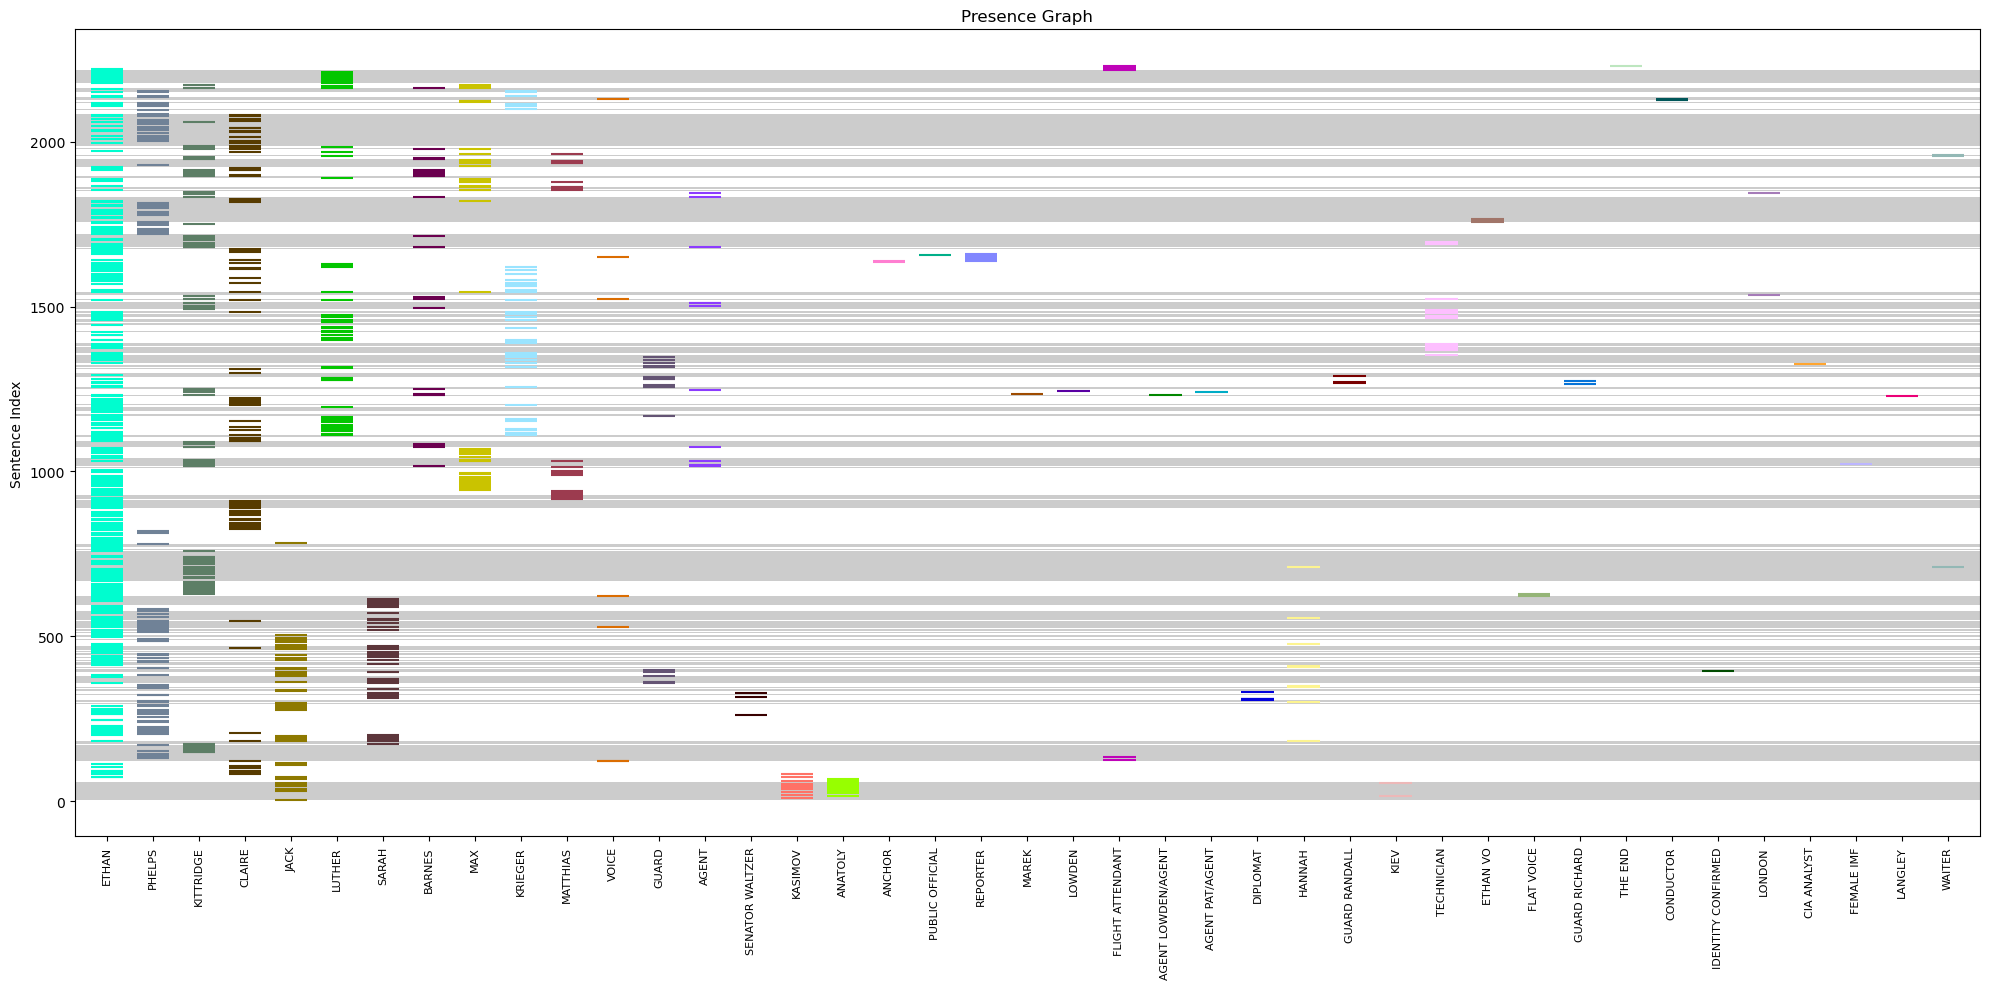 Presence Graph
Sentence Index
2000
1500
1000
500
0
ETHAN
PHELPS
KITTRIDGE
CLAIRE
JACK
LUTHER
SARAH
BARNES
MAX
KRIEGER
MATTHIAS
VOICE
GUARD
AGENT
SENATOR WALTZER
KASIMOV
ANATOLY
ANCHOR
PUBLIC OFFICIAL
REPORTER
MAREK
LOWDEN
FLIGHT ATTENDANT
AGENT LOWDEN/AGENT
AGENT PAT/AGENT
DIPLOMAT
HANNAH
GUARD RANDALL
KIEV
TECHNICIAN
ETHAN VO
FLAT VOICE
GUARD RICHARD
THE END
CONDUCTOR
IDENTITY CONFIRMED
LONDON
CIA ANALYST
FEMALE IMF
LANGLEY
WAITER